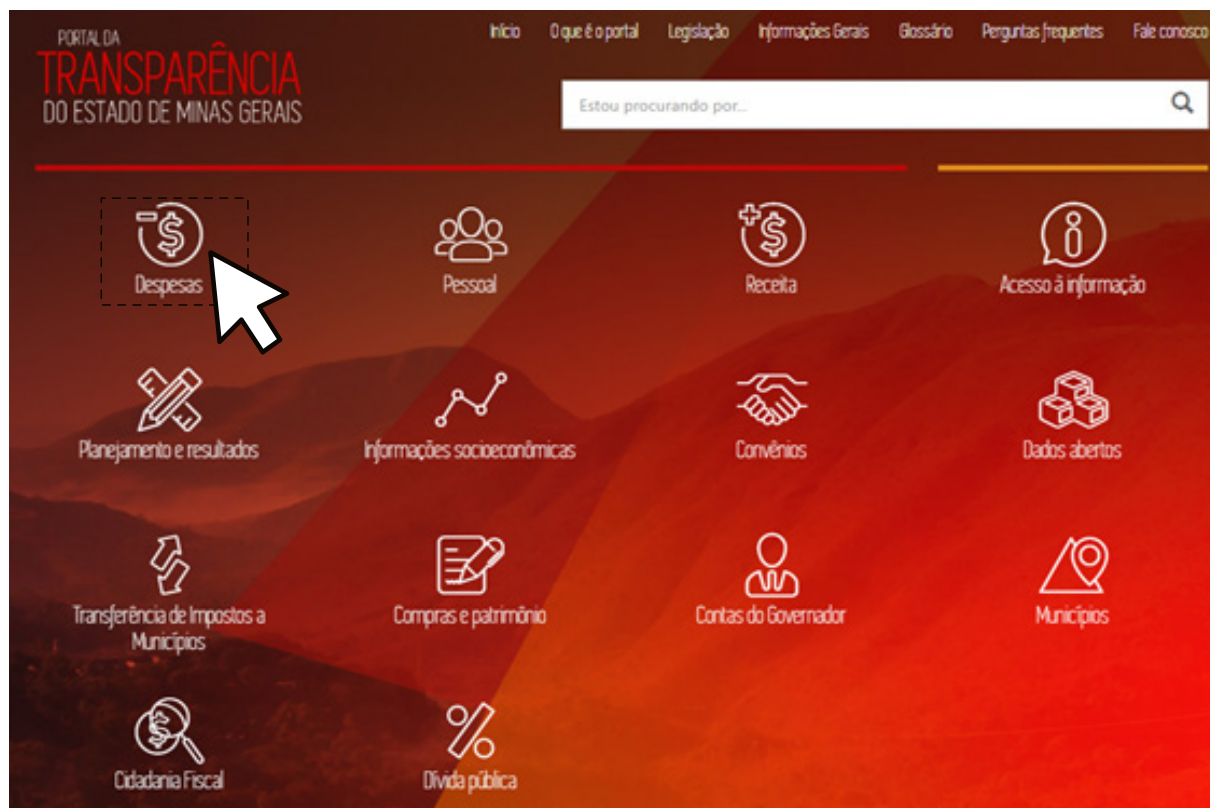 PORTAL DA
TRANSPARÊNCIA
DO ESTADO DE MINAS GERAIS
Início O que é o portal Legislação Informações Gerais Glossário Perguntas frequentes Fale conosco
Estou procurando por...
Despesas Pessoal Receita Acesso à informação
Planejamento e resultados Informações socioeconômicas Convênios Dados abertos
Transferência de Impostos a
Municípios
Compras e patrimônio Contas do Governador Municípios
Cidadania Fiscal Dívida pública